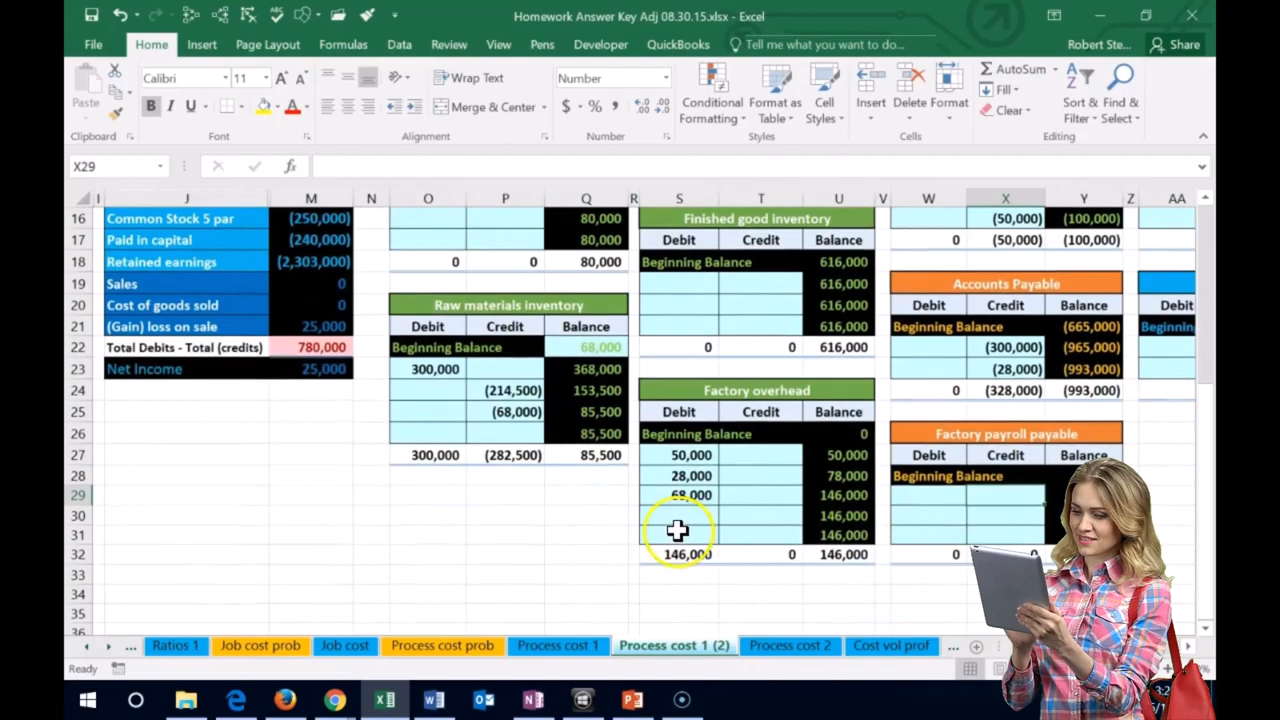 Homework Answer Key Adj 08.30.15.xlsx - Excel
File Home Insert Page Layout Formulas Data Review View Pens Developer QuickBooks Tell me what you want to do... Robert Ste... Share
Calibri 11 Wrap Text Number AutoSum
Paste Conditional Format as Cell Insert Delete Format Fill Sort & Find &
B I U A Merge & Center $ % Formatting Table Styles Clear Filter Select
Clipboard Font Alignment Number Styles Cells Editing
X29 fx
I J M N O P Q R S T U V W X Y Z AA
16 Common Stock 5 par (250,000) 80,000 Finished good inventory (50,000) (100,000)
17 Paid in capital (240,000) 80,000 Debit Credit Balance 0 (50,000) (100,000)
18 Retained earnings (2,303,000) 0 0 80,000 Beginning Balance 616,000
19 Sales 0 616,000 Accounts Payable
20 Cost of goods sold 0 Raw materials inventory 616,000 Debit Credit Balance Debit
21 (Gain) loss on sale 25,000 Debit Credit Balance 616,000 Beginning Balance (665,000) Beginning
22 Total Debits - Total (credits) 780,000 Beginning Balance 68,000 0 0 616,000 (300,000) (965,000)
23 Net Income 25,000 300,000 368,000 (28,000) (993,000)
24 (214,500) 153,500 Factory overhead 0 (328,000) (993,000)
25 (68,000) 85,500 Debit Credit Balance
26 85,500 Beginning Balance 0 Factory payroll payable
27 300,000 (282,500) 85,500 50,000 50,000 Debit Credit Balance
28 28,000 78,000 Beginning Balance
29 68,000 146,000
30 146,000
31 146,000
32 146,000 0 146,000 0
33
34
35
36
... Ratios 1 Job cost prob Job cost Process cost prob Process cost 1 Process cost 1 (2) Process cost 2 Cost vol prof ...
Ready